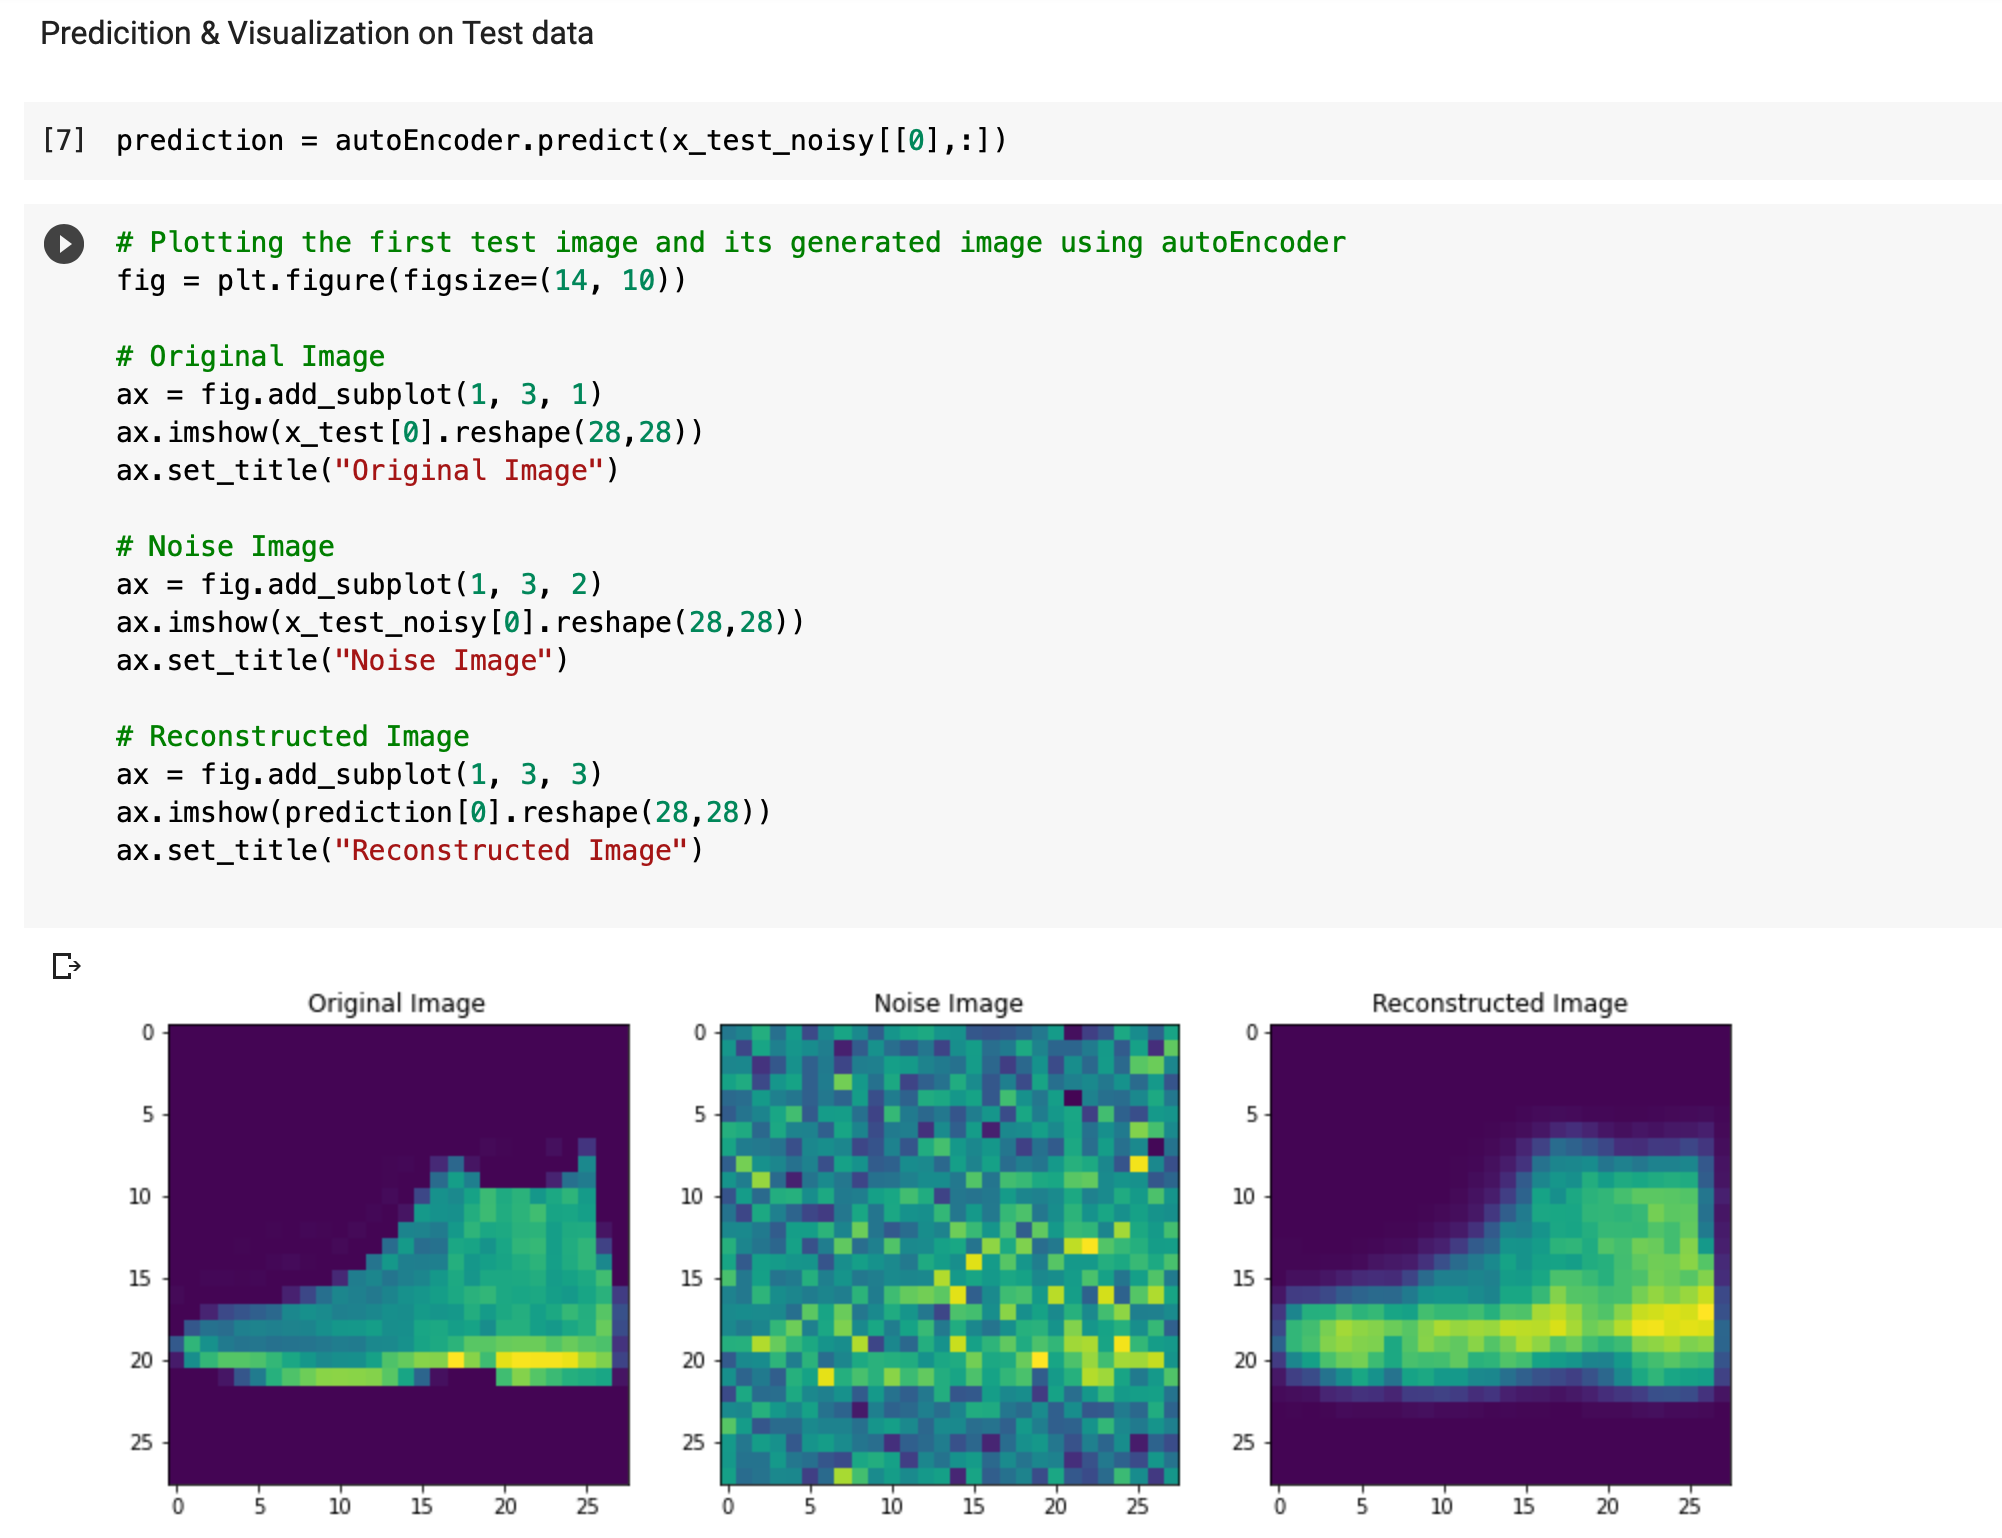 Predicition & Visualization on Test data
[7] prediction = autoEncoder.predict(x_test_noisy[[0],:])
# Plotting the first test image and its generated image using autoEncoder
fig = plt.figure(figsize=(14, 10))
# Original Image
ax = fig.add_subplot(1, 3, 1)
ax.imshow(x_test[0].reshape(28,28))
ax.set_title("Original Image")
# Noise Image
ax = fig.add_subplot(1, 3, 2)
ax.imshow(x_test_noisy[0].reshape(28,28))
ax.set_title("Noise Image")
# Reconstructed Image
ax = fig.add_subplot(1, 3, 3)
ax.imshow(prediction[0].reshape(28,28))
ax.set_title("Reconstructed Image")
Original Image
0
5
10
15
20
25
0 5 10 15 20 25
Noise Image
0
5
10
15
20
25
0 5 10 15 20 25
Reconstructed Image
0
5
10
15
20
25
0 5 10 15 20 25